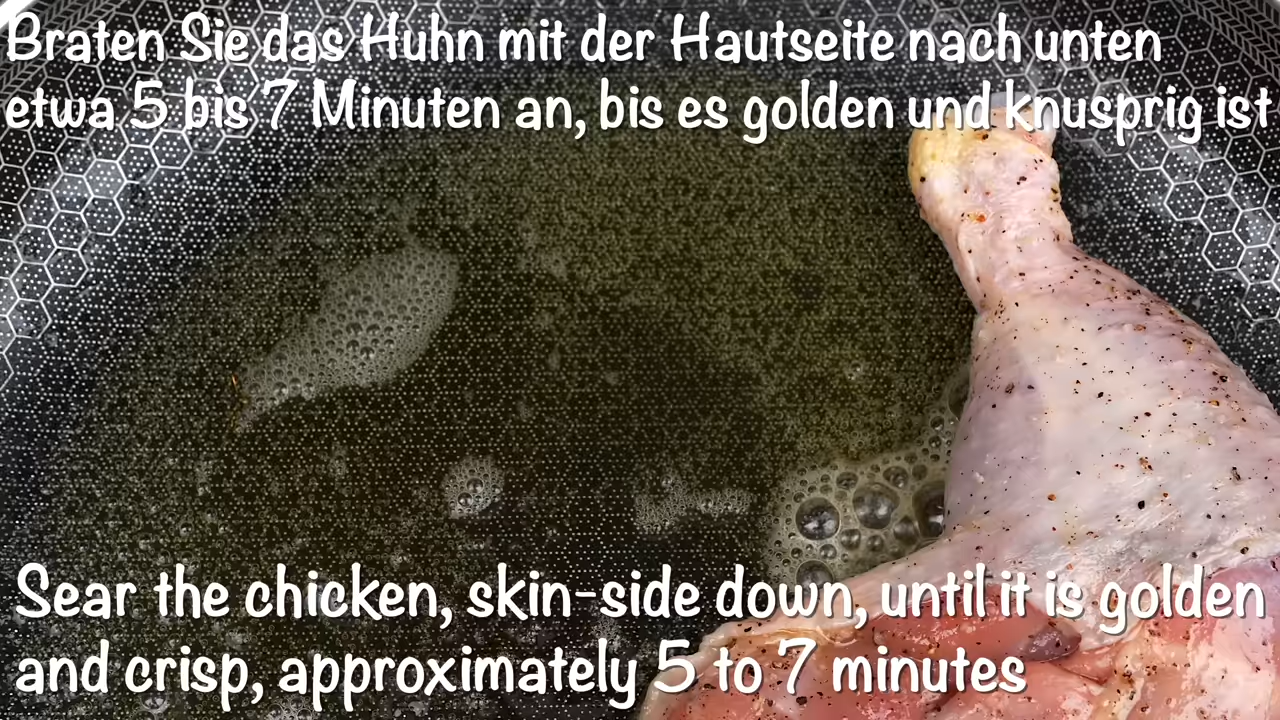 Braten Sie das Huhn mit der Hautseite nach unten
etwa 5 bis 7 Minuten an, bis es golden und knusprig ist
Sear the chicken, skin-side down, until it is golden
and crisp, approximately 5 to 7 minutes